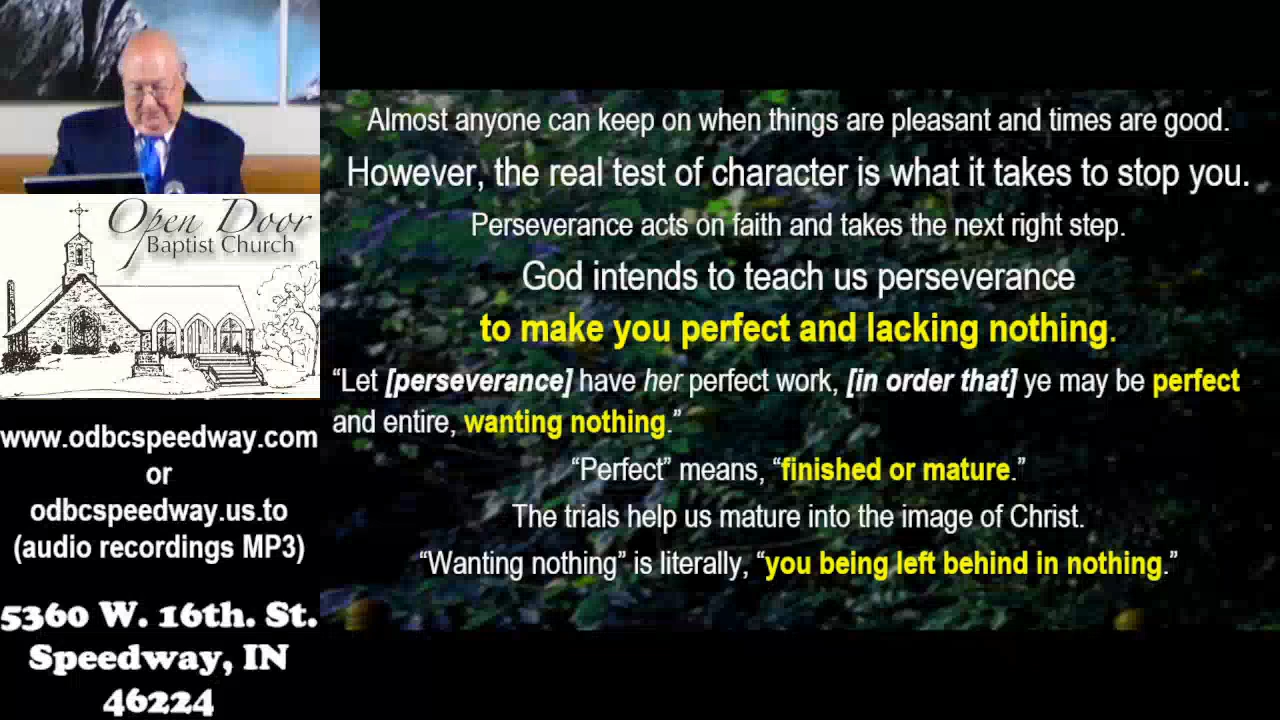 Open Door
Baptist Church
www.odbcspeedway.com
or
odbcspeedway.us.to
(audio recordings MP3)
5360 W. 16th. St.
Speedway, IN
46224
Almost anyone can keep on when things are pleasant and times are good.
However, the real test of character is what it takes to stop you.
Perseverance acts on faith and takes the next right step.
God intends to teach us perseverance
to make you perfect and lacking nothing.
“Let [perseverance] have her perfect work, [in order that] ye may be perfect
and entire, wanting nothing.”
“Perfect” means, “finished or mature.”
The trials help us mature into the image of Christ.
“Wanting nothing” is literally, “you being left behind in nothing.”